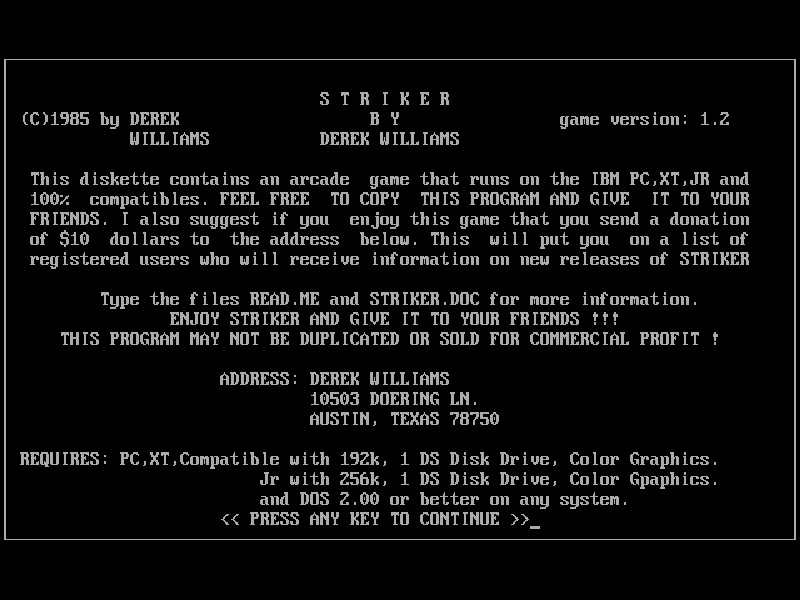 S T R I K E R
(C)1985 by DEREK B Y game version: 1.2
WILLIAMS DEREK WILLIAMS
This diskette contains an arcade game that runs on the IBM PC,XT,JR and
100% compatibles. FEEL FREE TO COPY THIS PROGRAM AND GIVE IT TO YOUR
FRIENDS. I also suggest if you enjoy this game that you send a donation
of $10 dollars to the address below. This will put you on a list of
registered users who will receive information on new releases of STRIKER
Type the files READ.ME and STRIKER.DOC for more information.
ENJOY STRIKER AND GIVE IT TO YOUR FRIENDS !!!
THIS PROGRAM MAY NOT BE DUPLICATED OR SOLD FOR COMMERCIAL PROFIT !
ADDRESS: DEREK WILLIAMS
10503 DOERING LN.
AUSTIN, TEXAS 78750
REQUIRES: PC,XT,Compatible with 192k, 1 DS Disk Drive, Color Graphics.
Jr with 256k, 1 DS Disk Drive, Color Gpaphics.
and DOS 2.00 or better on any system.
<< PRESS ANY KEY TO CONTINUE >>_